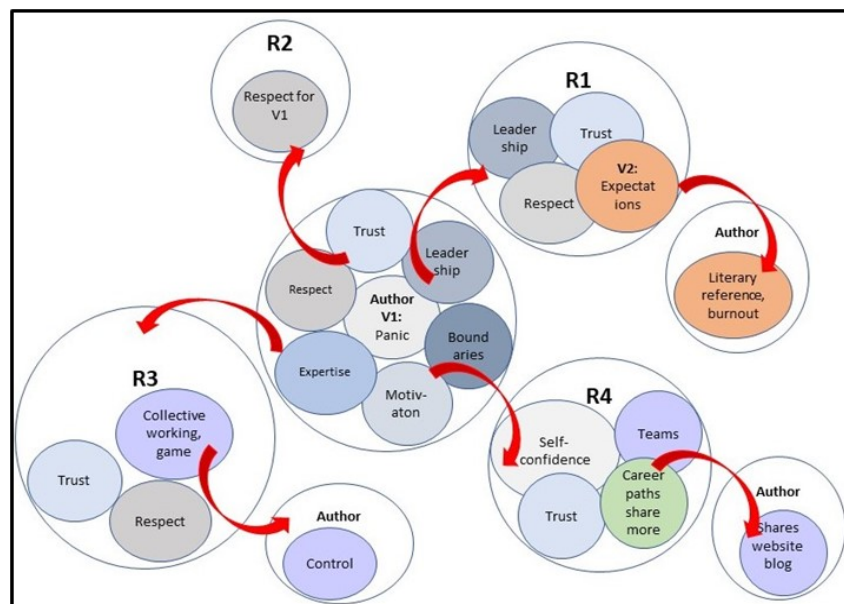 R2
Respect for
V1
R1
Leader
ship
Trust
V2:
Expectat
ions
Respect
Author
Literary
reference,
burnout
Trust
Leader
ship
Respect
Author
V1:
Panic
Bound
aries
Expertise
Motiv-
aton
R3
Collective
working,
game
Trust
Respect
Author
Control
R4
Self-
confidence
Teams
Career
paths
share
more
Trust
Author
Shares
website
blog